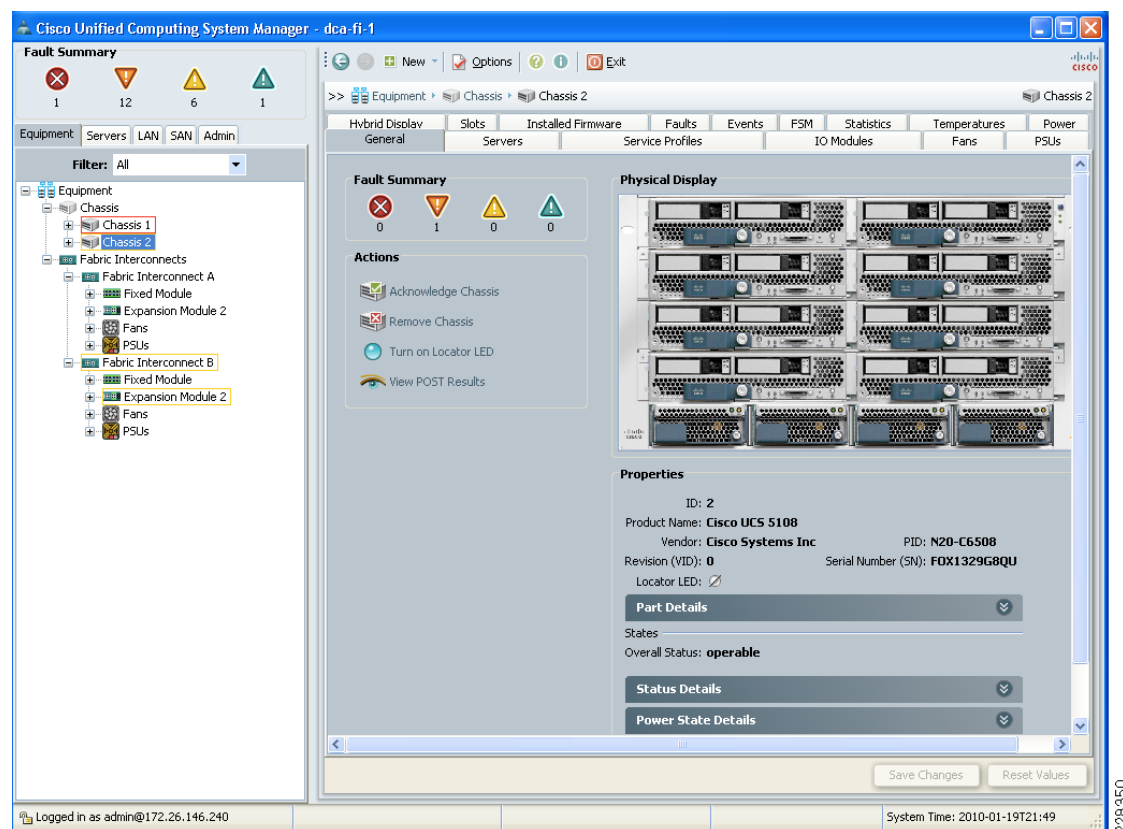 Cisco Unified Computing System Manager - dca-fi-1
Fault Summary
1 12 6 1
New Options Exit
CISCO
>> Equipment Chassis Chassis 2
Chassis 2
Equipment Servers LAN SAN Admin
Filter: All
Equipment
Chassis
Chassis 1
Chassis 2
Fabric Interconnects
Fabric Interconnect A
Fixed Module
Expansion Module 2
Fans
PSUs
Fabric Interconnect B
Fixed Module
Expansion Module 2
Fans
PSUs
Hybrid Display Slots Installed Firmware Faults Events FSM Statistics Temperatures Power
General Servers Service Profiles IO Modules Fans PSUs
Fault Summary
0 1 0 0
Actions
Acknowledge Chassis
Remove Chassis
Turn on Locator LED
View POST Results
Physical Display
Properties
ID: 2
Product Name: Cisco UCS 5108
Vendor: Cisco Systems Inc PID: N20-C6508
Revision (VID): 0 Serial Number (SN): FOX1329G8QU
Locator LED:
Part Details
States
Overall Status: operable
Status Details
Power State Details
Save Changes Reset Values
Logged in as admin@172.26.146.240
System Time: 2010-01-19T21:49
228350